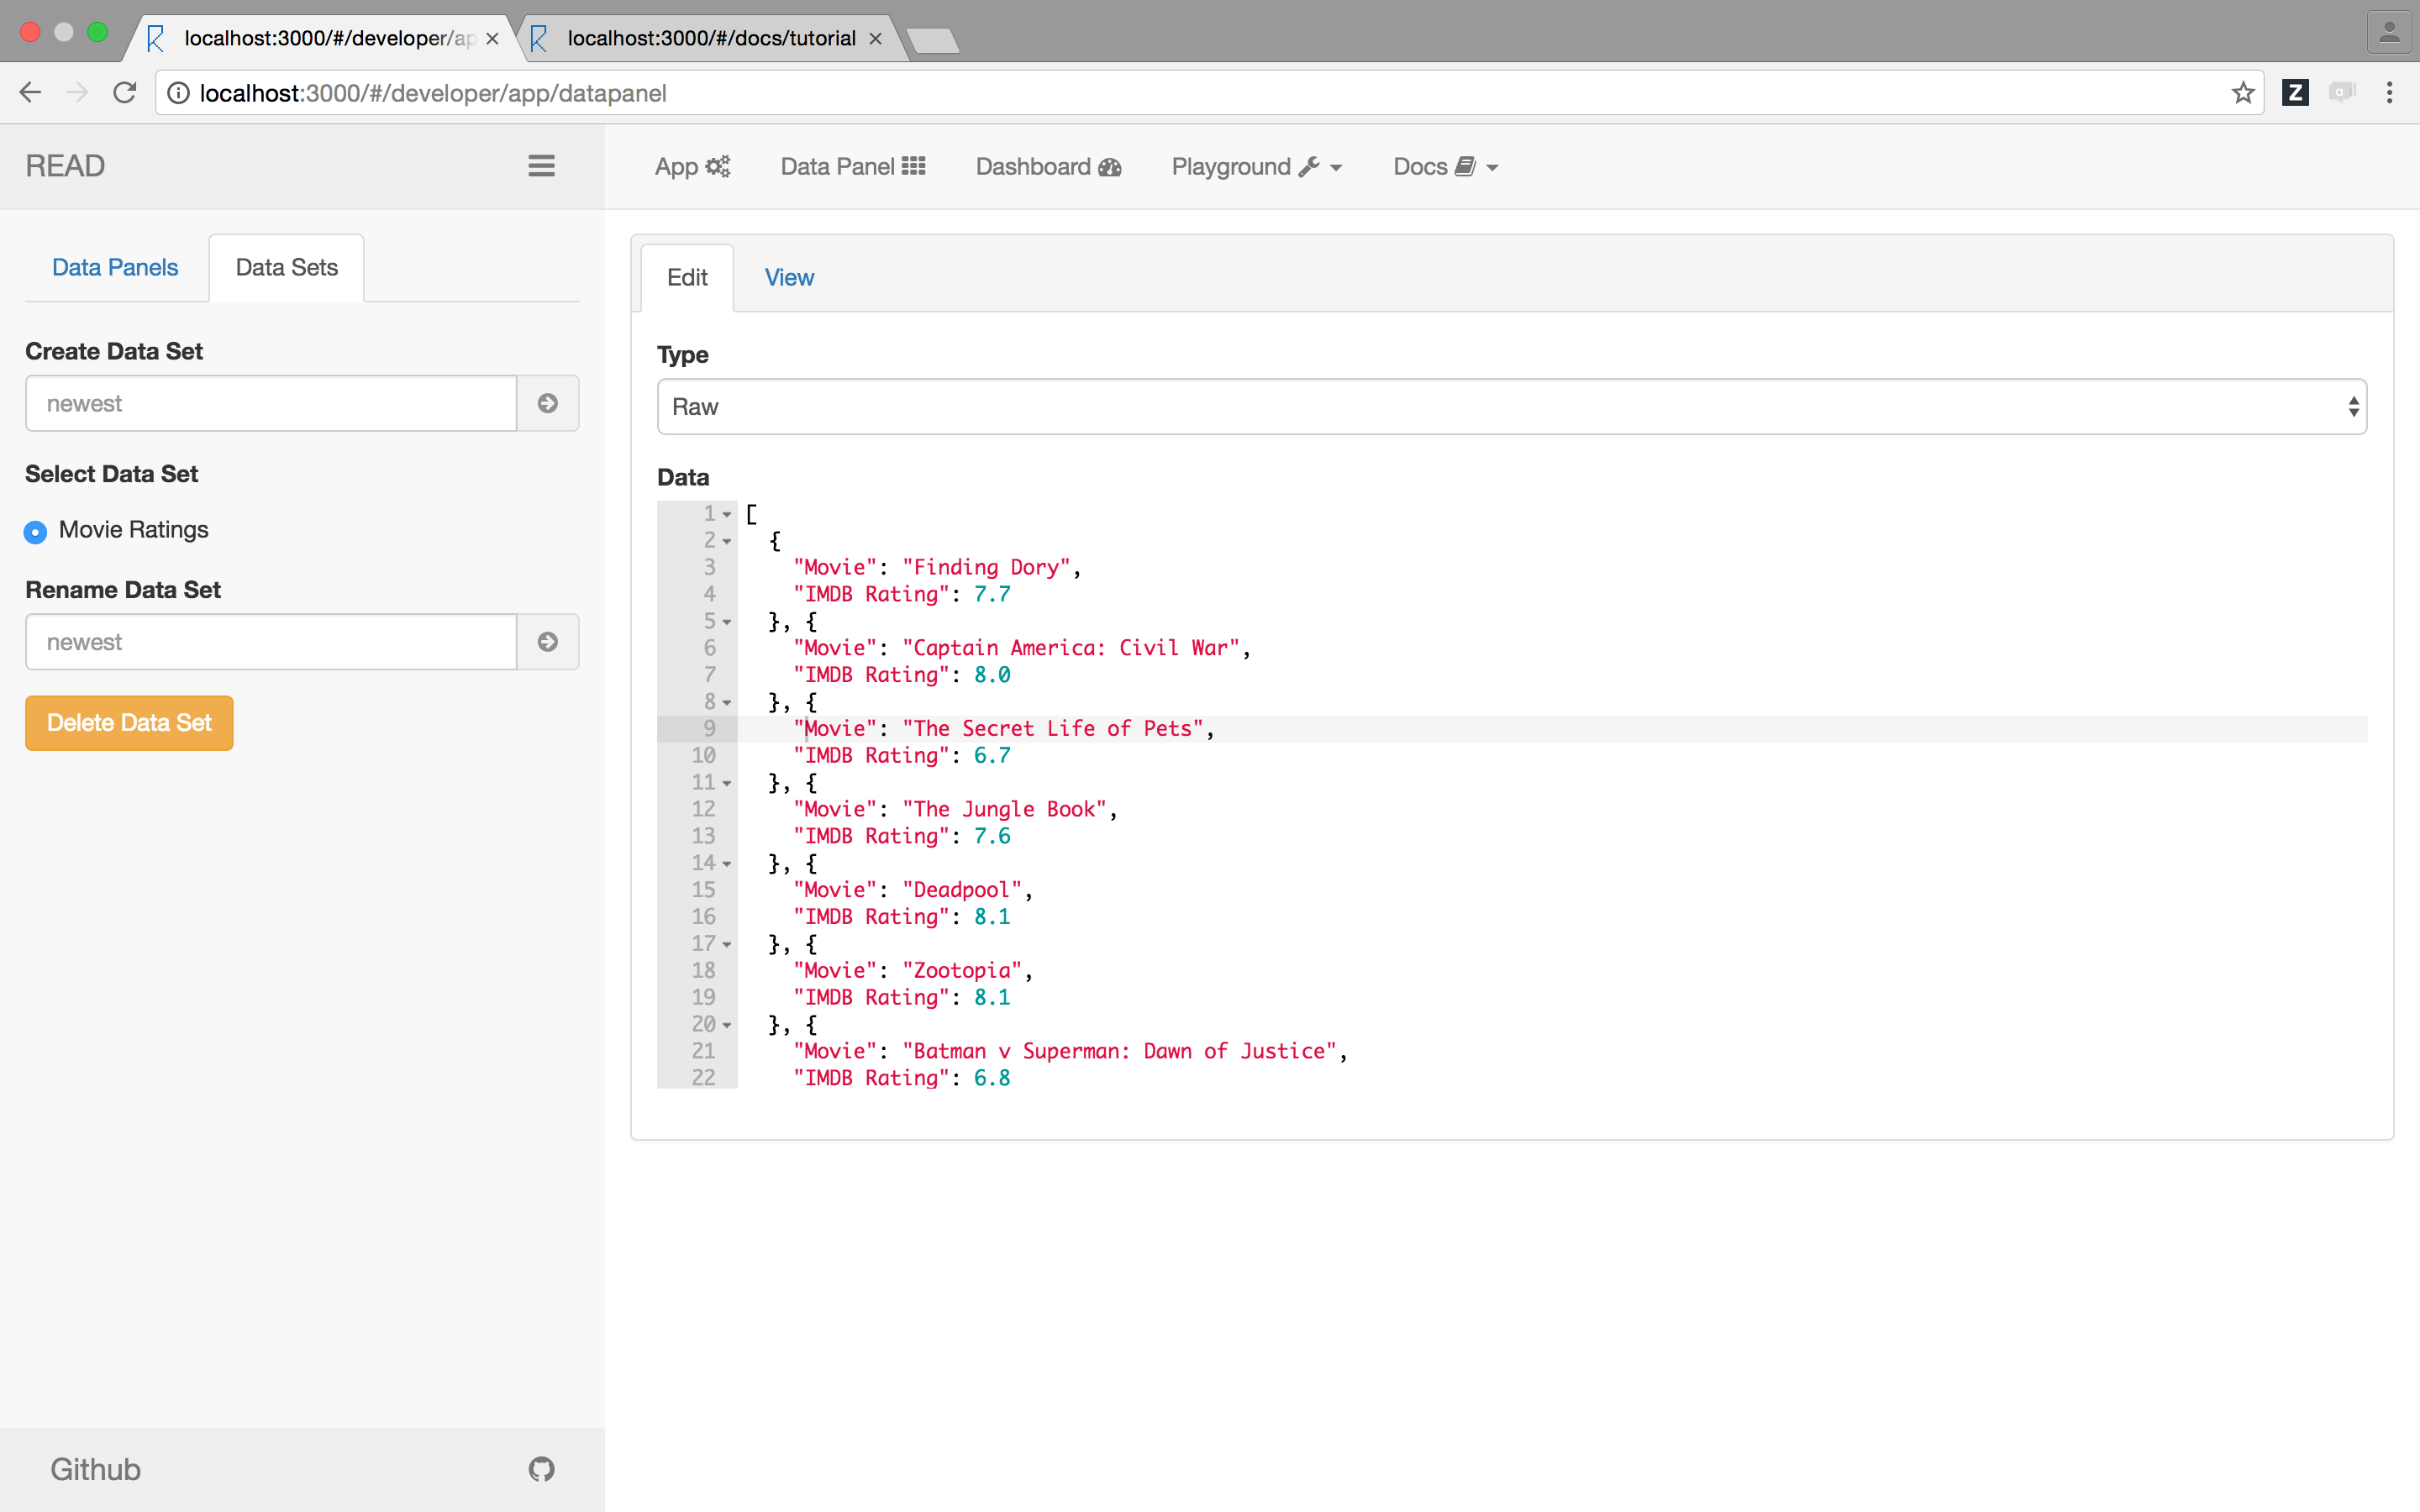 localhost:3000/#/developer/ap
localhost:3000/#/docs/tutorial
localhost:3000/#/developer/app/datapanel
Z
a
READ
App
Data Panel
Dashboard
Playground
Docs
Data Panels
Data Sets
Create Data Set
newest
Select Data Set
Movie Ratings
Rename Data Set
newest
Delete Data Set
Github
Edit
View
Type
Raw
Data
1 [
2 {
3 "Movie": "Finding Dory",
4 "IMDB Rating": 7.7
5 }, {
6 "Movie": "Captain America: Civil War",
7 "IMDB Rating": 8.0
8 }, {
9 "Movie": "The Secret Life of Pets",
10 "IMDB Rating": 6.7
11 }, {
12 "Movie": "The Jungle Book",
13 "IMDB Rating": 7.6
14 }, {
15 "Movie": "Deadpool",
16 "IMDB Rating": 8.1
17 }, {
18 "Movie": "Zootopia",
19 "IMDB Rating": 8.1
20 }, {
21 "Movie": "Batman v Superman: Dawn of Justice",
22 "IMDB Rating": 6.8